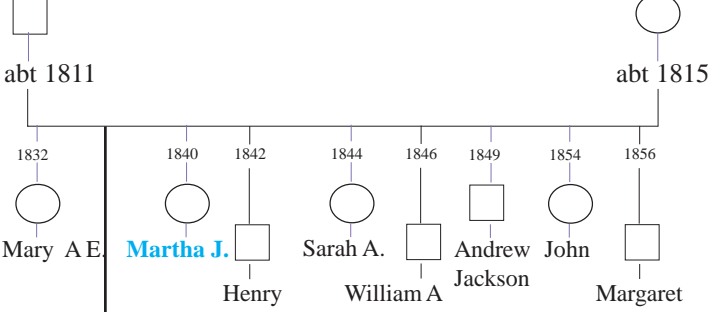 abt 1811
abt 1815
1832
1840
1842
1844
1846
1849
1854
1856
Mary A E.
Martha J.
Sarah A.
Andrew
Jackson
John
Henry
William A
Margaret